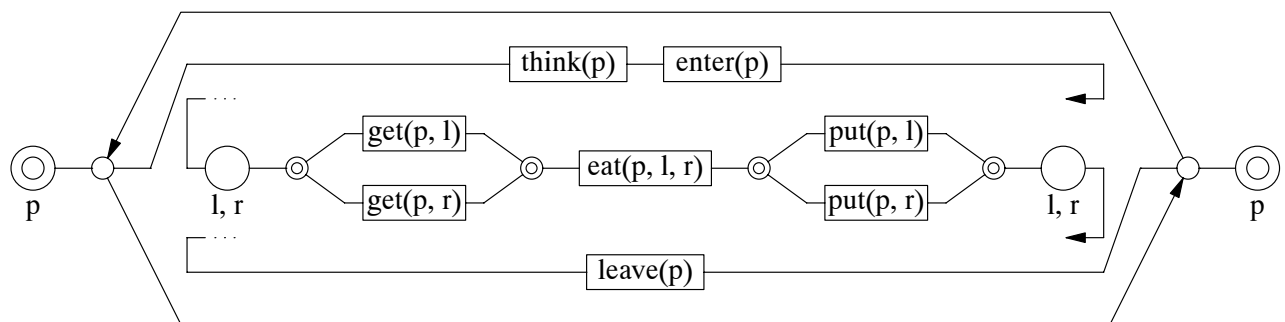 think(p) enter(p)
... 
get(p, l) put(p, l)
eat(p, l, r)
get(p, r) put(p, r)
p l, r l, r p
...
leave(p)